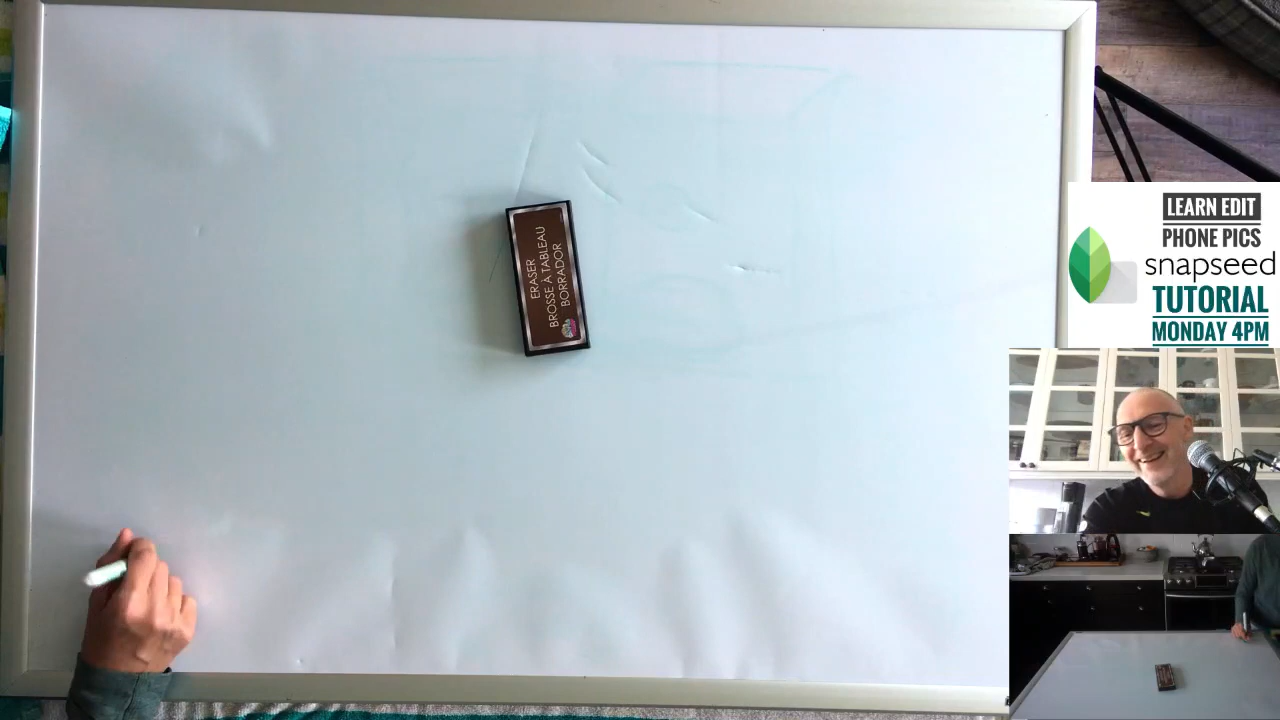 ERASER
BROSSE À TABLEAU
BORRADOR
LEARN EDIT
PHONE PICS
snapseed
TUTORIAL
MONDAY 4PM